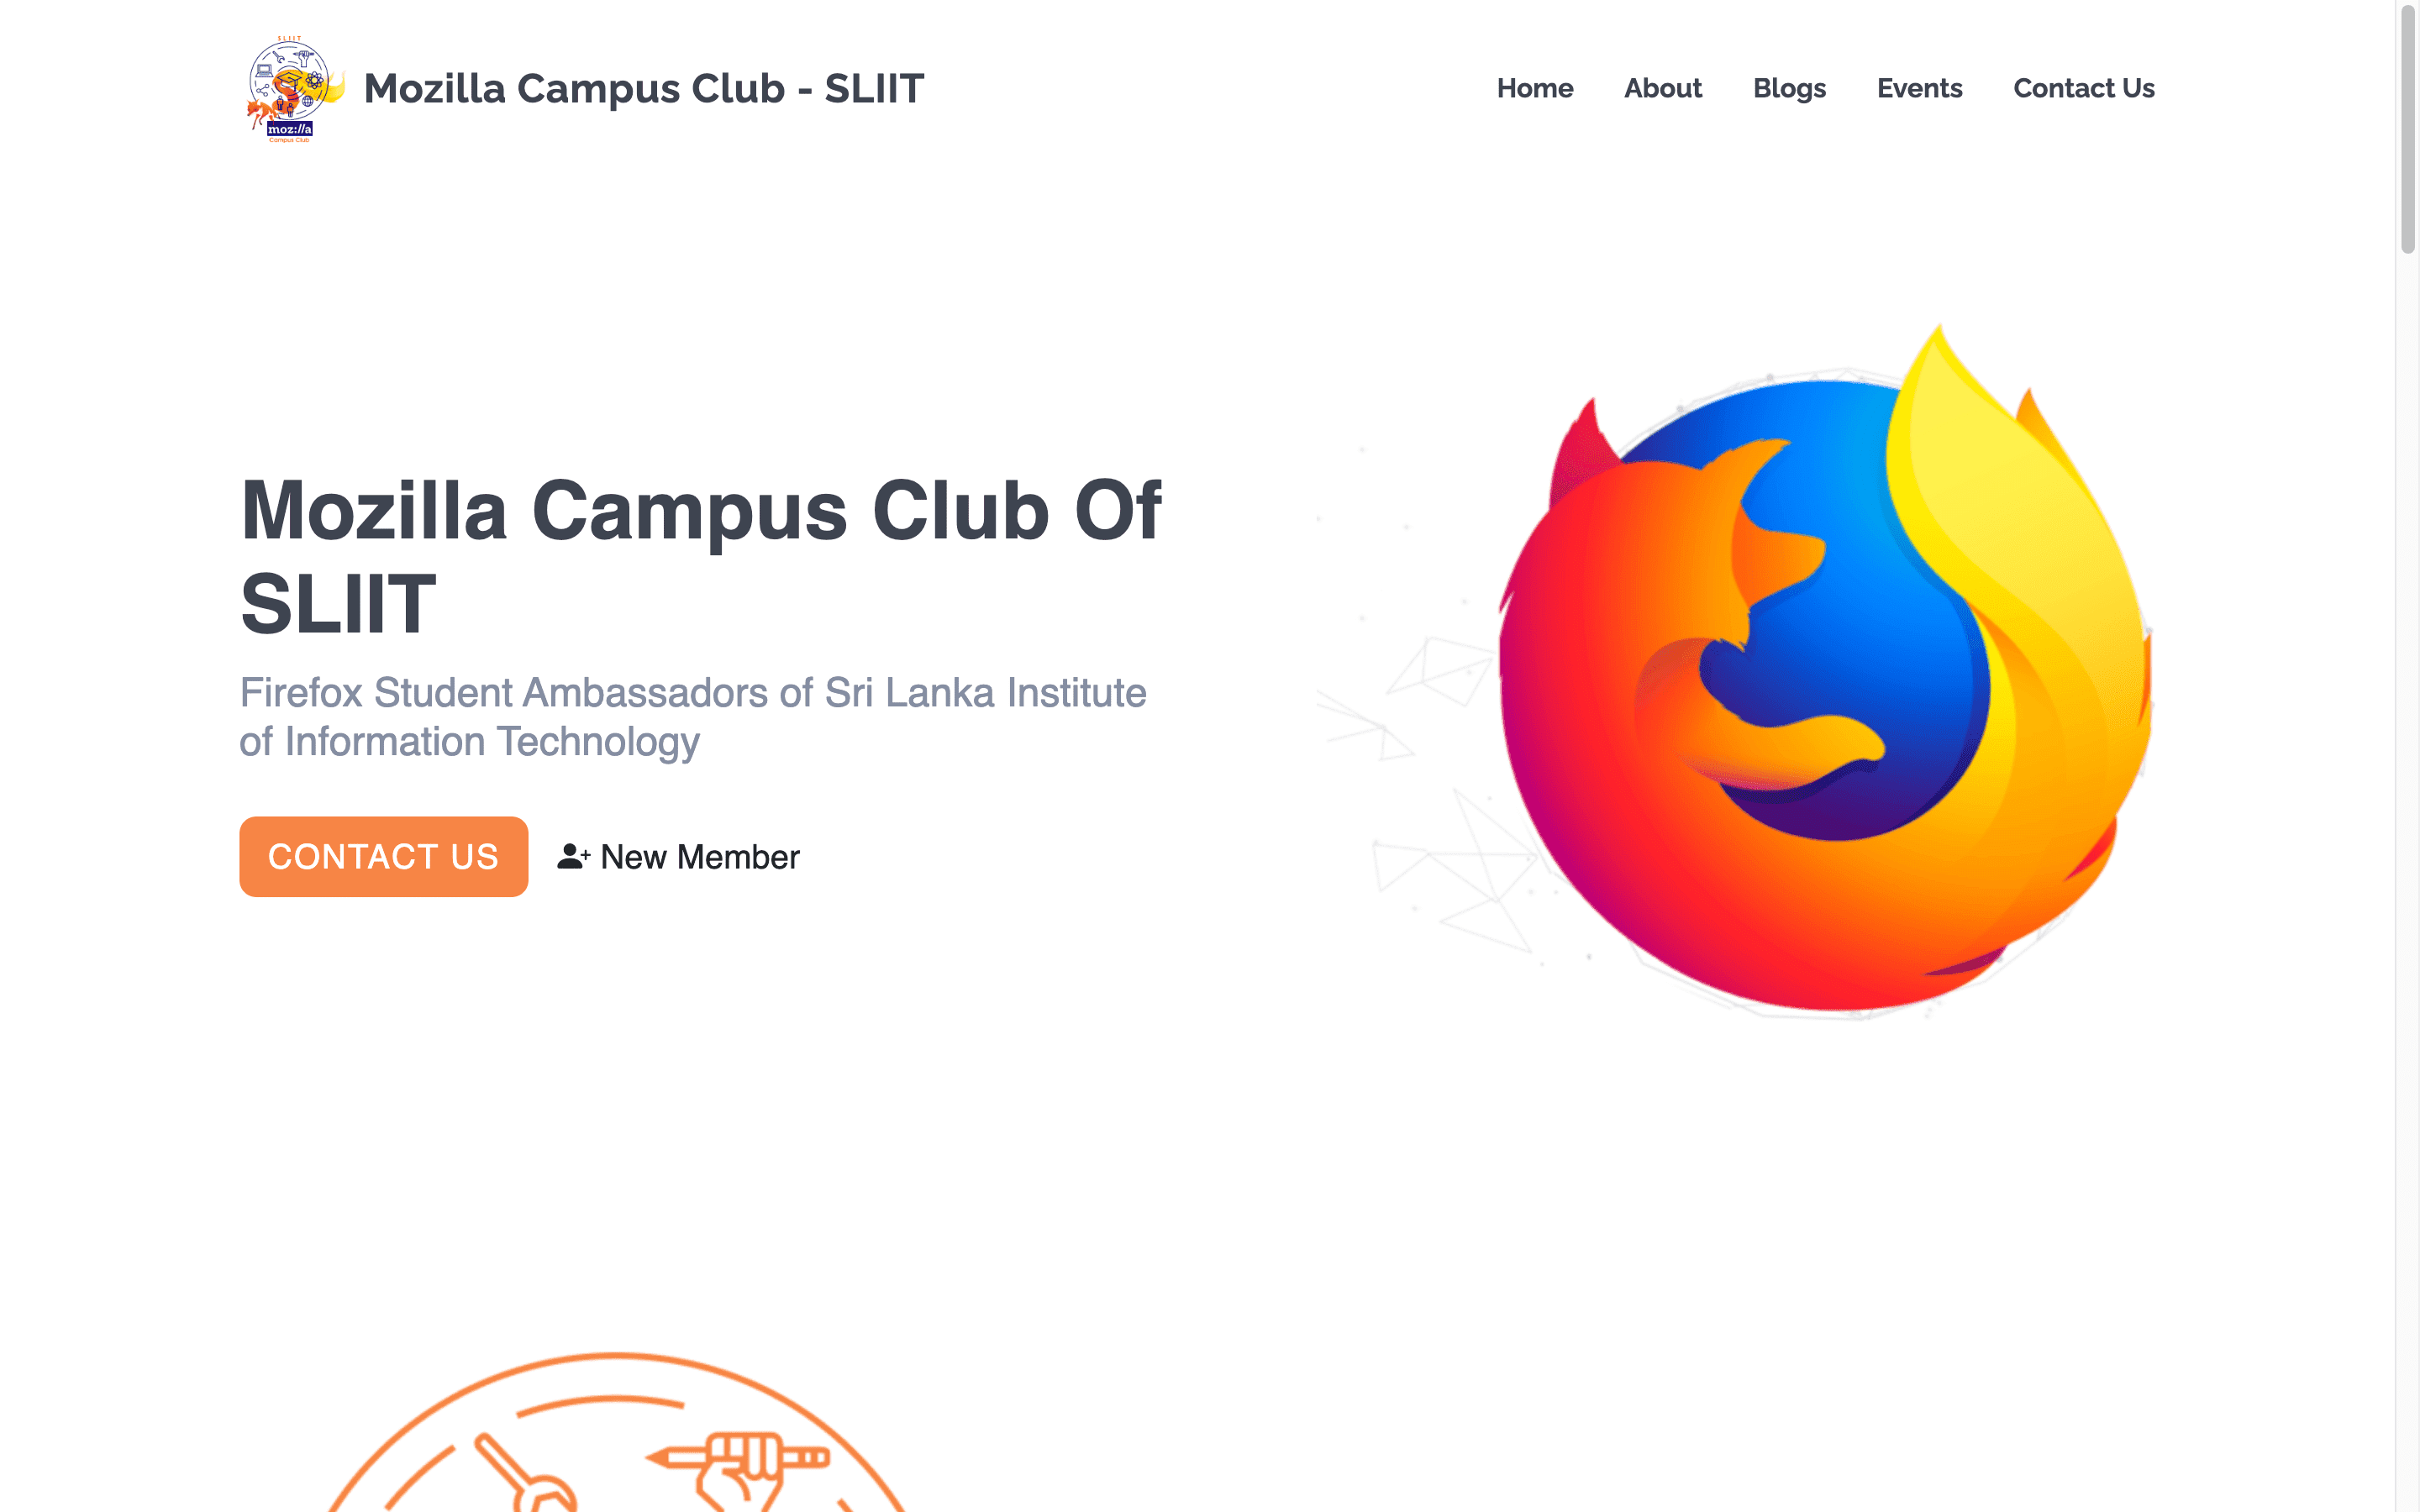 SLIIT
moz://a
Campus Club
Mozilla Campus Club - SLIIT
Home
About
Blogs
Events
Contact Us
Mozilla Campus Club Of
SLIIT
Firefox Student Ambassadors of Sri Lanka Institute
of Information Technology
CONTACT US
New Member